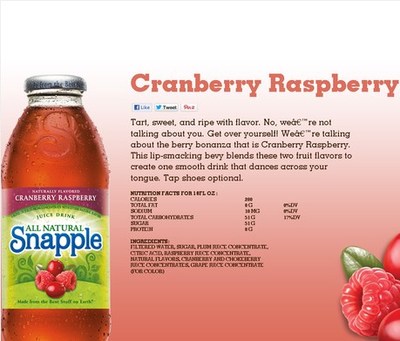 Cranberry Raspberry
Like Tweet Pin it
Tart, sweet, and ripe with flavor. No, weâ€™re not
talking about you. Get over yourself! Weâ€™re talking
about the berry bonanza that is Cranberry Raspberry.
This lip-smacking bevy blends these two fruit flavors to
create one smooth drink that dances across your
tongue. Tap shoes optional.
NUTRITION FACTS FOR 16FL OZ :
CALORIES 200
TOTAL FAT 0 G 0%DV
SODIUM 10 MG 0%DV
TOTAL CARBOHYDRATES 51 G 17%DV
SUGAR 51 G
PROTEIN 0 G
INGREDIENTS:
FILTERED WATER, SUGAR, PLUM JUICE CONCENTRATE,
CITRIC ACID, RASPBERRY JUICE CONCENTRATE,
NATURAL FLAVORS, CRANBERRY AND CHOKEBERRY
JUICE CONCENTRATES, GRAPE JUICE CONCENTRATE
(FOR COLOR)
NATURALLY FLAVORED
CRANBERRY RASPBERRY
JUICE DRINK
ALL NATURAL
Snapple
Made from the Best Stuff on Earth